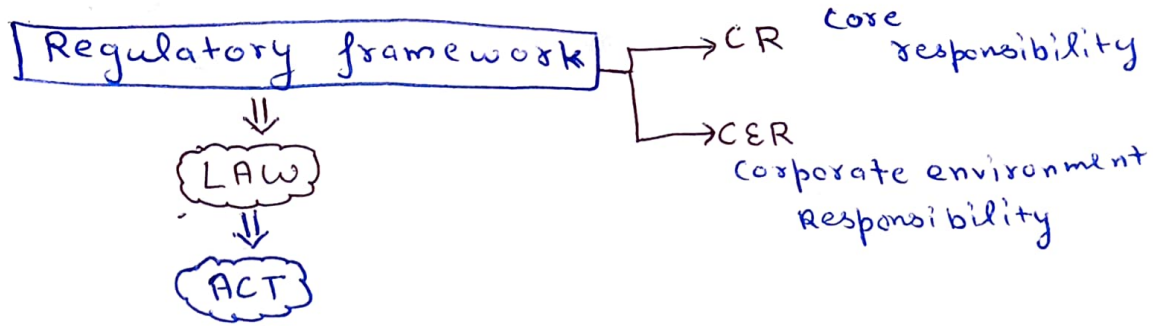 Regulatory framework
CR
Core
responsibility
CER
Corporate environment
Responsibility
LAW
ACT